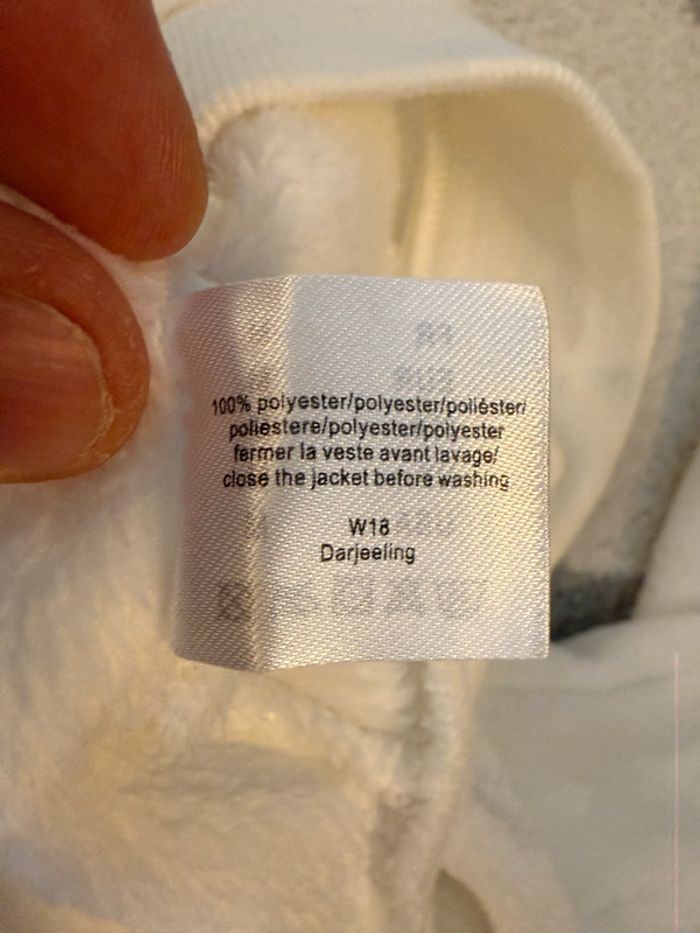 100% polyester/polyester/poliéster/
poliestere/polyester/polyester
fermer la veste avant lavage/
close the jacket before washing
W18
Darjeeling